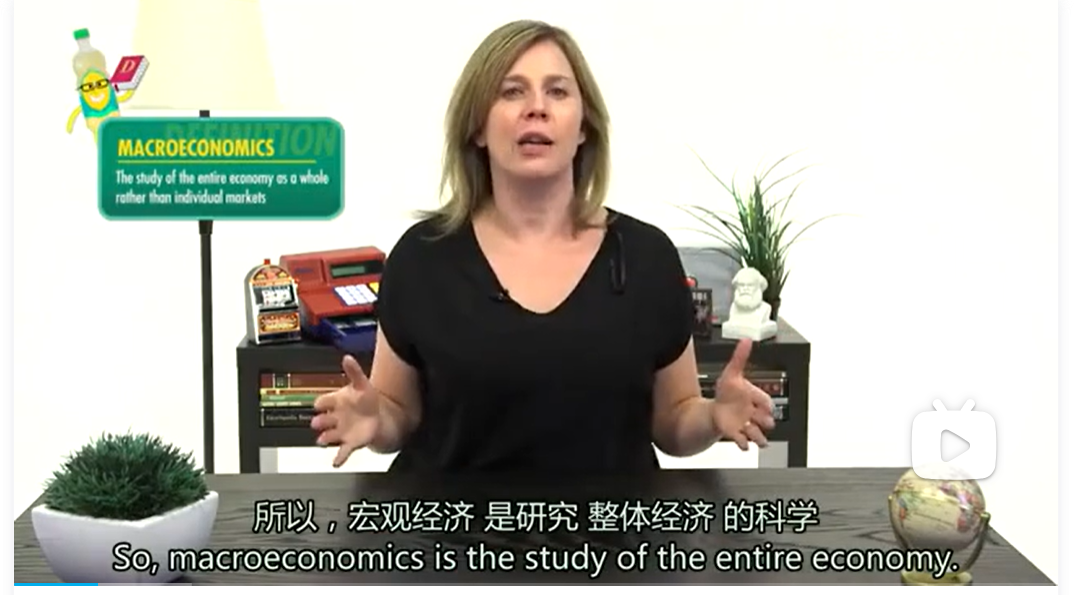 D
DEFINITION
MACROECONOMICS
The study of the entire economy as a whole
rather than individual markets
所以，宏观经济 是研究 整体经济 的科学
So, macroeconomics is the study of the entire economy.